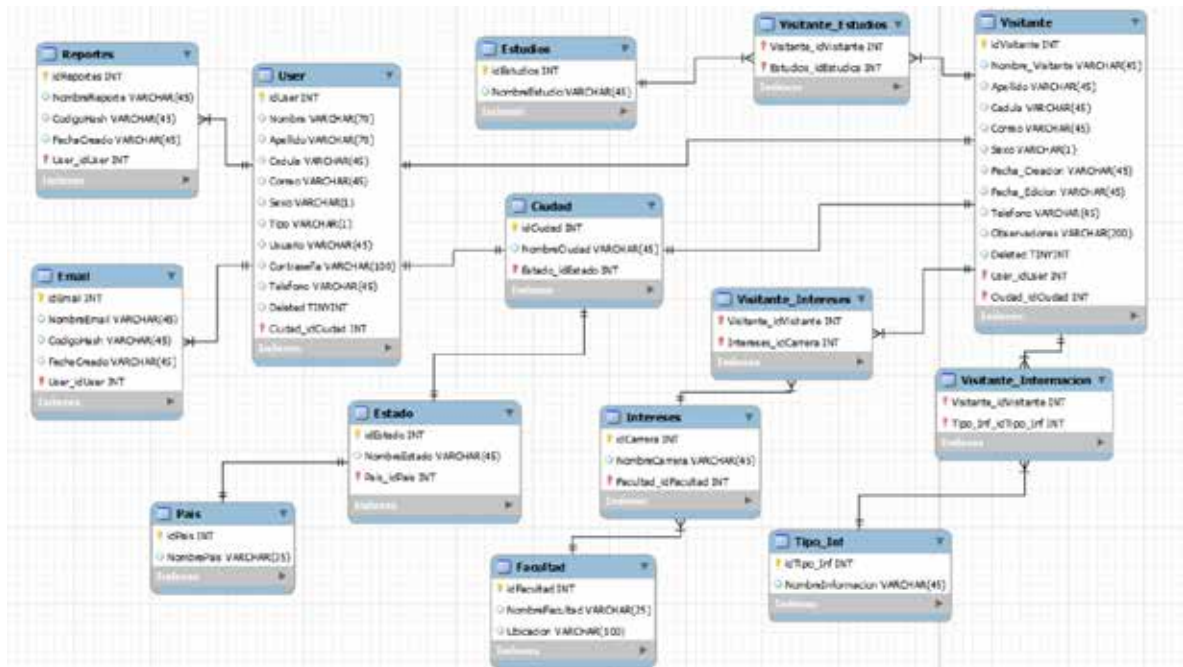 Reportes
idReportes INT
NombreReporte VARCHAR(45)
CodigoHash VARCHAR(45)
FechaCreado VARCHAR(45)
User_idUser INT
Indexes
User
idUser INT
Nombre VARCHAR(70)
Apellido VARCHAR(70)
Cedula VARCHAR(45)
Correo VARCHAR(45)
Sexo VARCHAR(1)
Tipo VARCHAR(1)
Usuario VARCHAR(45)
Contraseña VARCHAR(100)
Telefono VARCHAR(45)
Deleted TINYINT
Ciudad_idCiudad INT
Indexes
Estudios
idEstudios INT
NombreEstudio VARCHAR(45)
Indexes
Visitante_Estudios
Visitante_idVisitante INT
Estudios_idEstudios INT
Indexes
Visitante
idVisitante INT
Nombre_Visitante VARCHAR(45)
Apellido VARCHAR(45)
Cedula VARCHAR(45)
Correo VARCHAR(45)
Sexo VARCHAR(1)
Fecha_Creacion VARCHAR(45)
Fecha_Edicion VARCHAR(45)
Telefono VARCHAR(45)
Observaciones VARCHAR(200)
Deleted TINYINT
User_idUser INT
Ciudad_idCiudad INT
Indexes
Ciudad
idCiudad INT
NombreCiudad VARCHAR(45)
Estado_idEstado INT
Indexes
Email
idEmail INT
NombreEmail VARCHAR(45)
CodigoHash VARCHAR(45)
FechaCreado VARCHAR(45)
User_idUser INT
Indexes
Visitante_Intereses
Visitante_idVisitante INT
Intereses_idCarrera INT
Indexes
Visitante_Informacion
Visitante_idVisitante INT
Tipo_Inf_idTipo_Inf INT
Indexes
Estado
idEstado INT
NombreEstado VARCHAR(45)
Pais_idPais INT
Indexes
Intereses
idCarrera INT
NombreCarrera VARCHAR(45)
Facultad_idFacultad INT
Indexes
Pais
idPais INT
NombrePais VARCHAR(25)
Indexes
Facultad
idFacultad INT
NombreFacultad VARCHAR(25)
Ubicacion VARCHAR(100)
Indexes
Tipo_Inf
idTipo_Inf INT
NombreInformacion VARCHAR(45)
Indexes